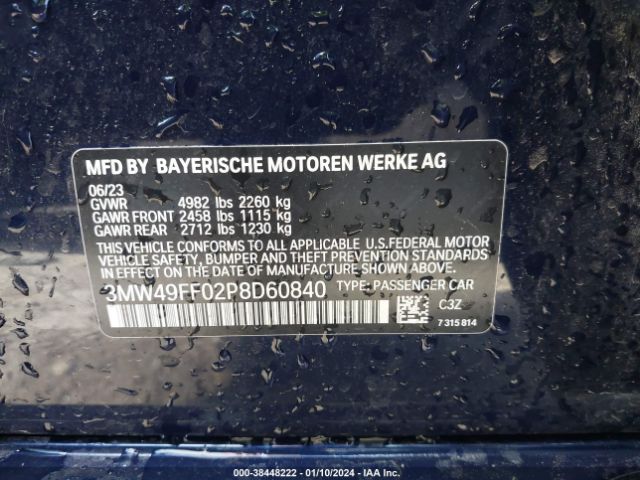 MFD BY BAYERISCHE MOTOREN WERKE AG
06/23
GVWR 4982 lbs 2260 kg
GAWR FRONT 2458 lbs 1115 kg
GAWR REAR 2712 lbs 1230 kg
THIS VEHICLE CONFORMS TO ALL APPLICABLE U.S.FEDERAL MOTOR
VEHICLE SAFETY, BUMPER, AND THEFT PREVENTION STANDARDS
IN EFFECT ON THE DATE OF MANUFACTURE SHOWN ABOVE.
3MW49FF02P8D60840 TYPE: PASSENGER CAR
C3Z
7315814
000-38448222 - 01/10/2024 - IAA Inc.